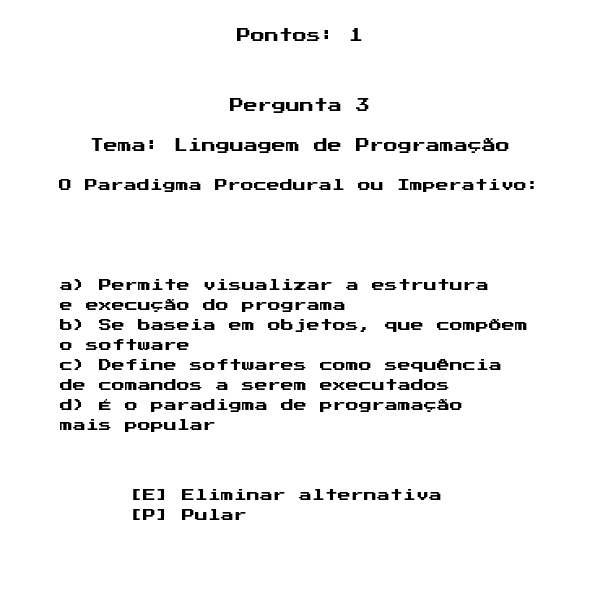 Pontos: 1
Pergunta 3
Tema: Linguagem de Programação
O Paradigma Procedural ou Imperativo:
a) Permite visualizar a estrutura
e execução do programa
b) Se baseia em objetos, que compõem
o software
c) Define softwares como sequência
de comandos a serem executados
d) É o paradigma de programação
mais popular
[E] Eliminar alternativa
[P] Pular